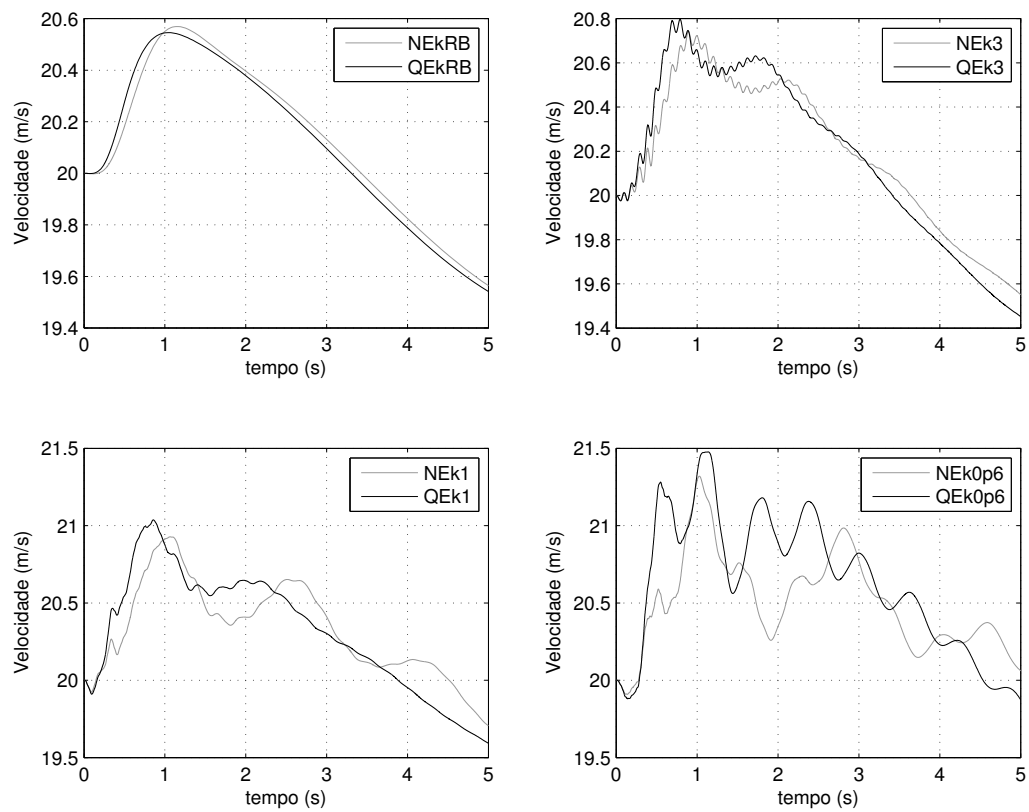 20.6
20.4
20.2
20
19.8
19.6
19.4
Velocidade (m/s)
NEkRB
QEkRB
0 1 2 3 4 5
tempo (s)
20.8
20.6
20.4
20.2
20
19.8
19.6
19.4
Velocidade (m/s)
NEk3
QEk3
0 1 2 3 4 5
tempo (s)
21.5
21
20.5
20
19.5
Velocidade (m/s)
NEk1
QEk1
0 1 2 3 4 5
tempo (s)
21.5
21
20.5
20
19.5
Velocidade (m/s)
NEk0p6
QEk0p6
0 1 2 3 4 5
tempo (s)